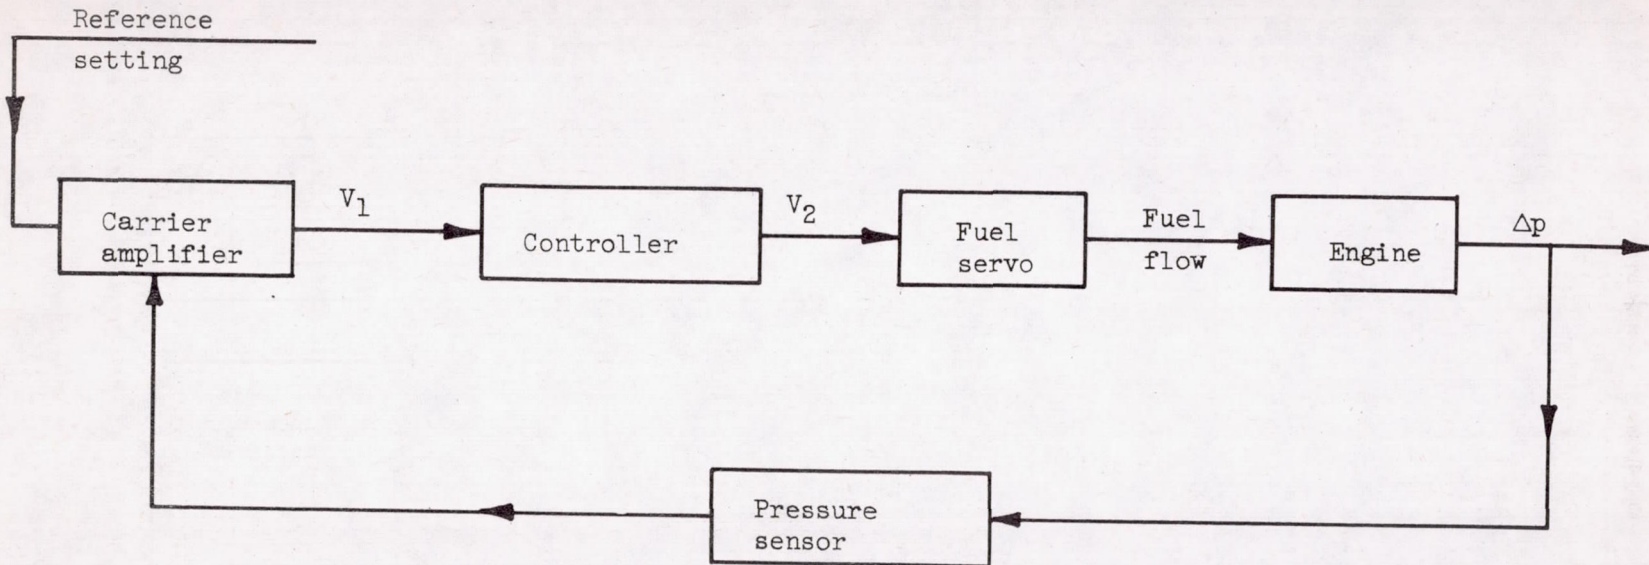 Reference
setting
Carrier
amplifier
V1
Controller
V2
Fuel
servo
Fuel
flow
Engine
Δp
Pressure
sensor